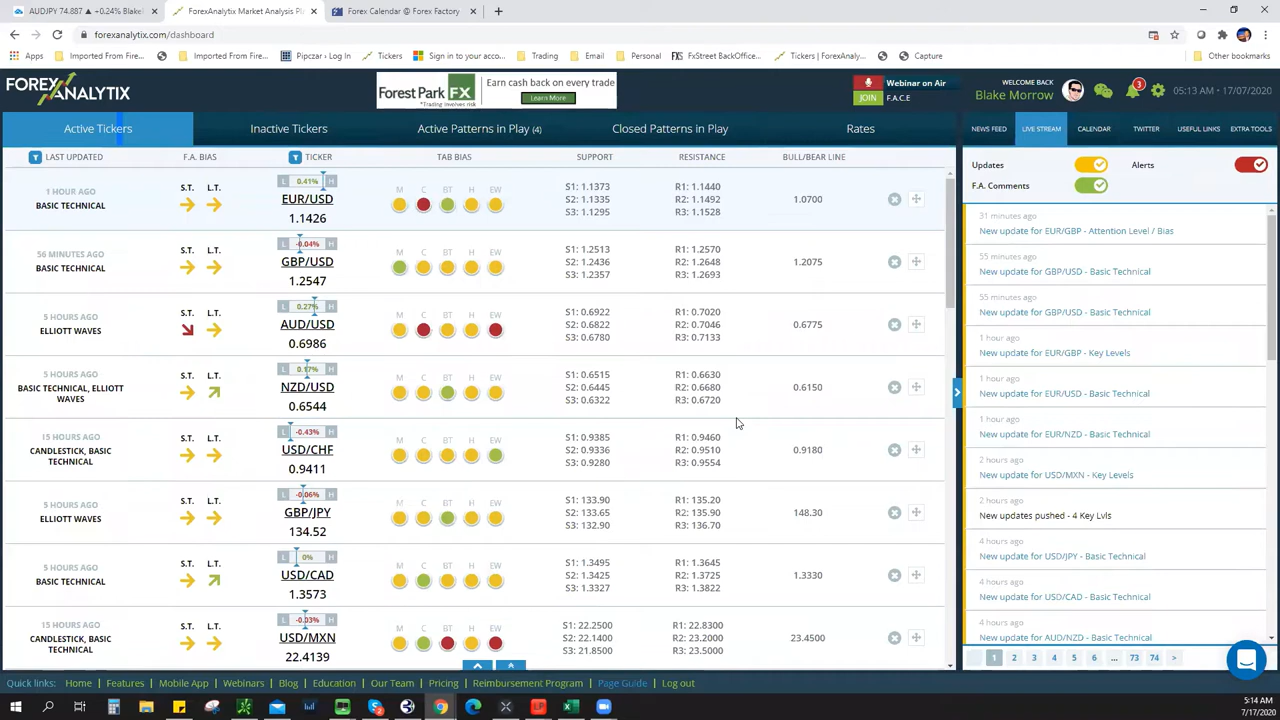 AUDJPY 74.887 ▲ +0.24% Blakebe
ForexAnalytix Market Analysis Pla
Forex Calendar @ Forex Factory
forexanalytix.com/dashboard
Apps Imported From Fire... Imported From Fire... Pipczar › Log In Tickers Sign in to your acco... Trading Email Personal FxStreet BackOffice... Tickers | ForexAnaly... Capture Other bookmarks
FOREX ANALYTIX
Forest Park FX
*Trading involves risk
Earn cash back on every trade
Learn More
Webinar on Air
JOIN F.A.C.E
WELCOME BACK
Blake Morrow
3
05:13 AM 17/07/2020
Active Tickers Inactive Tickers Active Patterns in Play (4) Closed Patterns in Play Rates
LAST UPDATED F.A. BIAS TICKER TAB BIAS SUPPORT RESISTANCE BULL/BEAR LINE
1 HOUR AGO
BASIC TECHNICAL
S.T. L.T.
L 0.41% H
EUR/USD
1.1426
M C BT H EW
S1: 1.1373
S2: 1.1335
S3: 1.1295
R1: 1.1440
R2: 1.1492
R3: 1.1528
1.0700
56 MINUTES AGO
BASIC TECHNICAL
S.T. L.T.
L -0.04% H
GBP/USD
1.2547
M C BT H EW
S1: 1.2513
S2: 1.2436
S3: 1.2357
R1: 1.2570
R2: 1.2648
R3: 1.2693
1.2075
5 HOURS AGO
ELLIOTT WAVES
S.T. L.T.
L 0.27% H
AUD/USD
0.6986
M C BT H EW
S1: 0.6922
S2: 0.6822
S3: 0.6780
R1: 0.7020
R2: 0.7046
R3: 0.7133
0.6775
5 HOURS AGO
BASIC TECHNICAL, ELLIOTT
WAVES
S.T. L.T.
L 0.17% H
NZD/USD
0.6544
M C BT H EW
S1: 0.6515
S2: 0.6445
S3: 0.6322
R1: 0.6630
R2: 0.6680
R3: 0.6720
0.6150
15 HOURS AGO
CANDLESTICK, BASIC
TECHNICAL
S.T. L.T.
L -0.43% H
USD/CHF
0.9411
M C BT H EW
S1: 0.9385
S2: 0.9336
S3: 0.9280
R1: 0.9460
R2: 0.9510
R3: 0.9554
0.9180
5 HOURS AGO
ELLIOTT WAVES
S.T. L.T.
L -0.06% H
GBP/JPY
134.52
M C BT H EW
S1: 133.90
S2: 133.65
S3: 132.90
R1: 135.20
R2: 135.90
R3: 136.70
148.30
5 HOURS AGO
BASIC TECHNICAL
S.T. L.T.
L 0% H
USD/CAD
1.3573
M C BT H EW
S1: 1.3495
S2: 1.3425
S3: 1.3327
R1: 1.3645
R2: 1.3725
R3: 1.3822
1.3330
15 HOURS AGO
CANDLESTICK, BASIC
TECHNICAL
S.T. L.T.
L -0.03% H
USD/MXN
22.4139
M C BT H EW
S1: 22.2500
S2: 22.1400
S3: 21.8500
R1: 22.8300
R2: 23.2000
R3: 23.5000
23.4500
NEWS FEED LIVE STREAM CALENDAR TWITTER USEFUL LINKS EXTRA TOOLS
Updates Alerts
F.A. Comments
31 minutes ago
New update for EUR/GBP - Attention Level / Bias
55 minutes ago
New update for GBP/USD - Basic Technical
55 minutes ago
New update for GBP/USD - Basic Technical
1 hour ago
New update for EUR/GBP - Key Levels
1 hour ago
New update for EUR/USD - Basic Technical
1 hour ago
New update for EUR/NZD - Basic Technical
2 hours ago
New update for USD/MXN - Key Levels
2 hours ago
New updates pushed - 4 Key Lvls
4 hours ago
New update for USD/JPY - Basic Technical
4 hours ago
New update for USD/CAD - Basic Technical
4 hours ago
New update for AUD/NZD - Basic Technical
1 2 3 4 5 6 ... 73 74 >
Quick links: Home Features Mobile App Webinars Blog Education Our Team Pricing Reimbursement Program Page Guide Log out
5:14 AM
7/17/2020